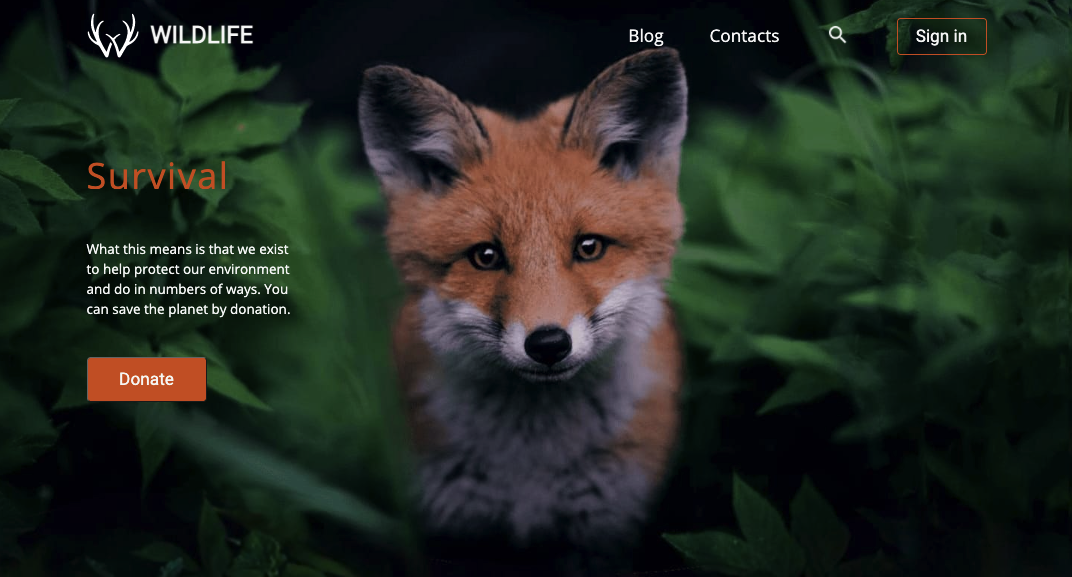 WILDLIFE
Blog
Contacts
Sign in
Survival
What this means is that we exist
to help protect our environment
and do in numbers of ways. You
can save the planet by donation.
Donate